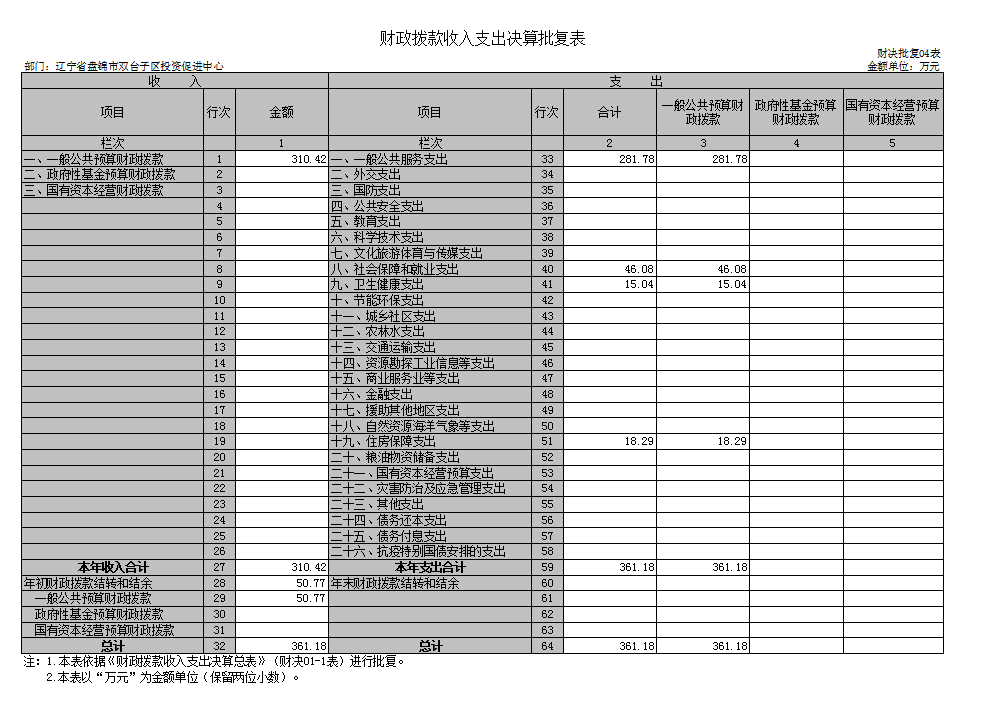 财政拨款收入支出决算批复表
财决批复04表
部门：辽宁省盘锦市双台子区投资促进中心 金额单位：万元
收 入 支 出
项目 行次 金额 项目 行次 合计 一般公共预算财政拨款 政府性基金预算财政拨款 国有资本经营预算财政拨款
栏次 1 栏次 2 3 4 5
一、一般公共预算财政拨款 1 310.42 一、一般公共服务支出 33 281.78 281.78
二、政府性基金预算财政拨款 2 二、外交支出 34
三、国有资本经营财政拨款 3 三、国防支出 35
4 四、公共安全支出 36
5 五、教育支出 37
6 六、科学技术支出 38
7 七、文化旅游体育与传媒支出 39
8 八、社会保障和就业支出 40 46.08 46.08
9 九、卫生健康支出 41 15.04 15.04
10 十、节能环保支出 42
11 十一、城乡社区支出 43
12 十二、农林水支出 44
13 十三、交通运输支出 45
14 十四、资源勘探工业信息等支出 46
15 十五、商业服务业等支出 47
16 十六、金融支出 48
17 十七、援助其他地区支出 49
18 十八、自然资源海洋气象等支出 50
19 十九、住房保障支出 51 18.29 18.29
20 二十、粮油物资储备支出 52
21 二十一、国有资本经营预算支出 53
22 二十二、灾害防治及应急管理支出 54
23 二十三、其他支出 55
24 二十四、债务还本支出 56
25 二十五、债务付息支出 57
26 二十六、抗疫特别国债安排的支出 58
本年收入合计 27 310.42 本年支出合计 59 361.18 361.18
年初财政拨款结转和结余 28 50.77 年末财政拨款结转和结余 60
一般公共预算财政拨款 29 50.77 61
政府性基金预算财政拨款 30 62
国有资本经营预算财政拨款 31 63
总计 32 361.18 总计 64 361.18 361.18
注：1.本表依据《财政拨款收入支出决算总表》（财决01-1表）进行批复。
2.本表以“万元”为金额单位（保留两位小数）。